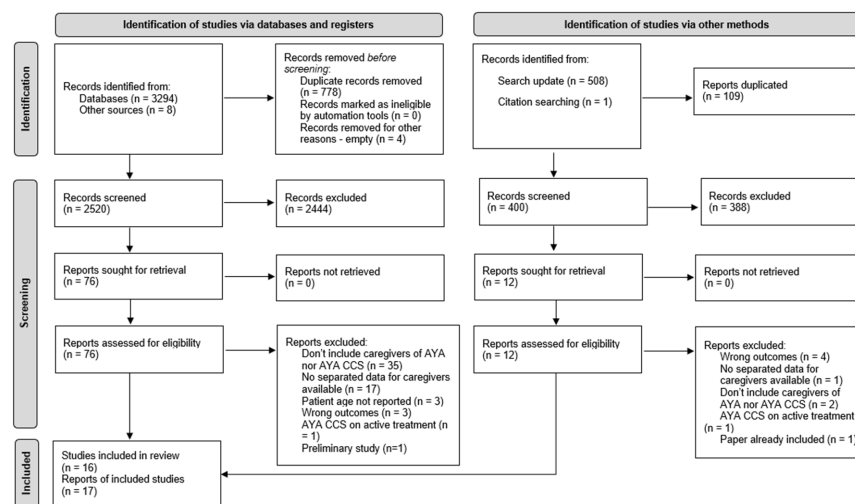 Identification of studies via databases and registers
Identification of studies via other methods
Identification
Records identified from:
Databases (n = 3294)
Other sources (n = 8)
Records removed before
screening:
Duplicate records removed
(n = 778)
Records marked as ineligible
by automation tools (n = 0)
Records removed for other
reasons - empty (n = 4)
Records identified from:
Search update (n = 508)
Citation searching (n = 1)
Reports duplicated
(n = 109)
Screening
Records screened
(n = 2520)
Records excluded
(n = 2444)
Records screened
(n = 400)
Records excluded
(n = 388)
Reports sought for retrieval
(n = 76)
Reports not retrieved
(n = 0)
Reports sought for retrieval
(n = 12)
Reports not retrieved
(n = 0)
Reports assessed for eligibility
(n = 76)
Reports excluded:
Don't include caregivers of AYA
nor AYA CCS (n = 35)
No separated data for caregivers
available (n = 17)
Patient age not reported (n = 3)
Wrong outcomes (n = 3)
AYA CCS on active treatment (n
= 1)
Preliminary study (n=1)
Reports assessed for eligibility
(n = 12)
Reports excluded:
Wrong outcomes (n = 4)
No separated data for
caregivers available (n = 1)
Don't include caregivers of
AYA nor AYA CCS (n = 2)
AYA CCS on active treatment
(n = 1)
Paper already included (n = 1)
Included
Studies included in review
(n = 16)
Reports of included studies
(n = 17)